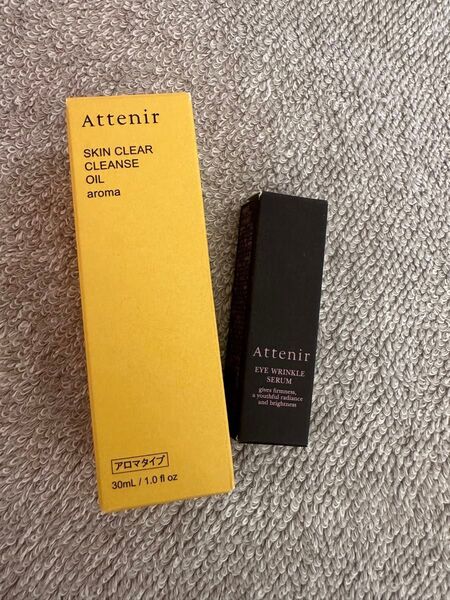 Attenir
SKIN CLEAR
CLEANSE
OIL
aroma
アロマタイプ
30mL / 1.0 fl oz
Attenir
EYE WRINKLE
SERUM
gives firmness,
a youthful radiance
and brightness